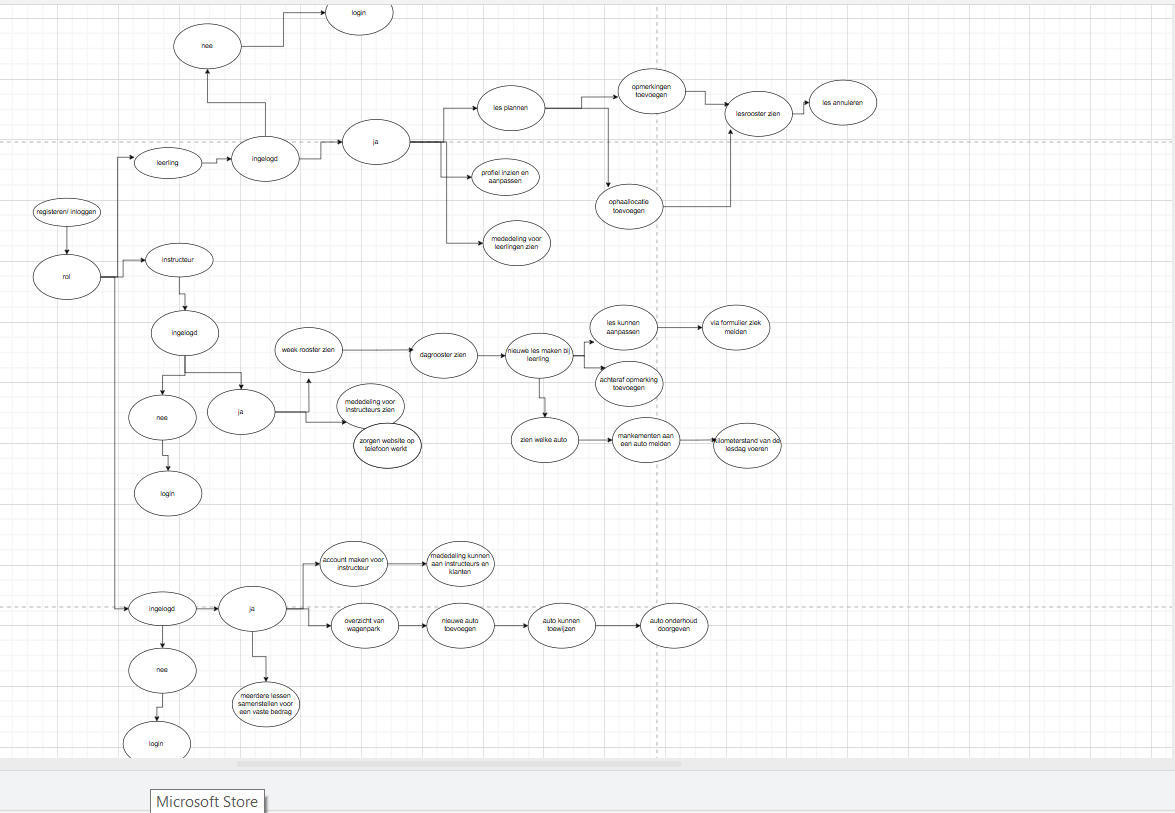 login
nee
opmerkingen
toevoegen
les plannen
lesrooster zien
les annuleren
leerling
ingelogd
ja
profiel inzien en
aanpassen
registeren/ inloggen
ophaallocatie
toevoegen
mededeling voor
leerlingen zien
rol
instructeur
ingelogd
week rooster zien
dagrooster zien
nieuwe les maken bij
leerling
les kunnen
aanpassen
via formulier ziek
melden
achteraf opmerking
toevoegen
nee
ja
mededeling voor
instructeurs zien
zorgen website op
telefoon werkt
zien welke auto
mankementen aan
een auto melden
kilometerstand van de
lesdag voeren
login
account maken voor
instructeur
mededeling kunnen
aan instructeurs en
klanten
ingelogd
ja
overzicht van
wagenpark
nieuwe auto
toevoegen
auto kunnen
toewijzen
auto onderhoud
doorgeven
nee
meerdere lessen
samenstellen voor
een vaste bedrag
login
Microsoft Store